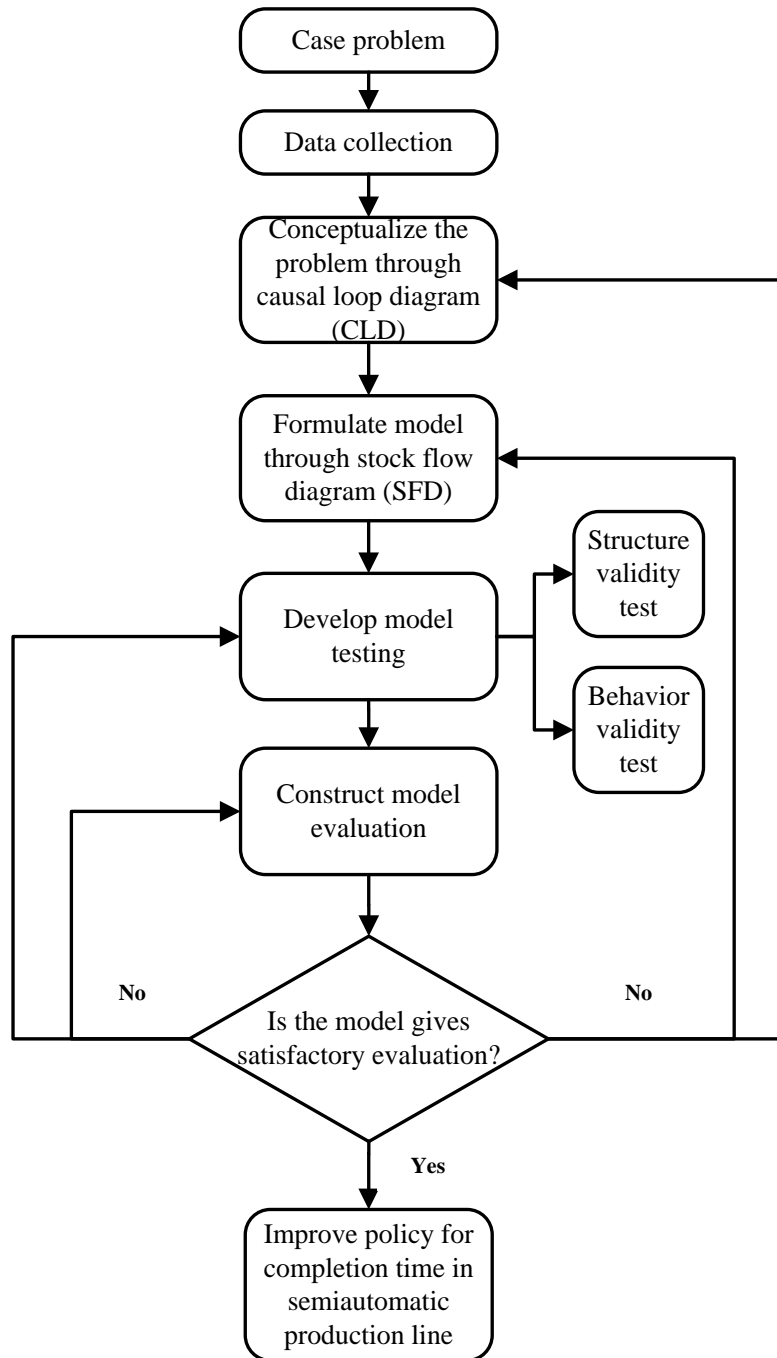 Case problem
Data collection
Conceptualize the
problem through
causal loop diagram
(CLD)
Formulate model
through stock flow
diagram (SFD)
Structure
validity
test
Develop model
testing
Behavior
validity
test
Construct model
evaluation
No
No
Is the model gives
satisfactory evaluation?
Yes
Improve policy for
completion time in
semiautomatic
production line